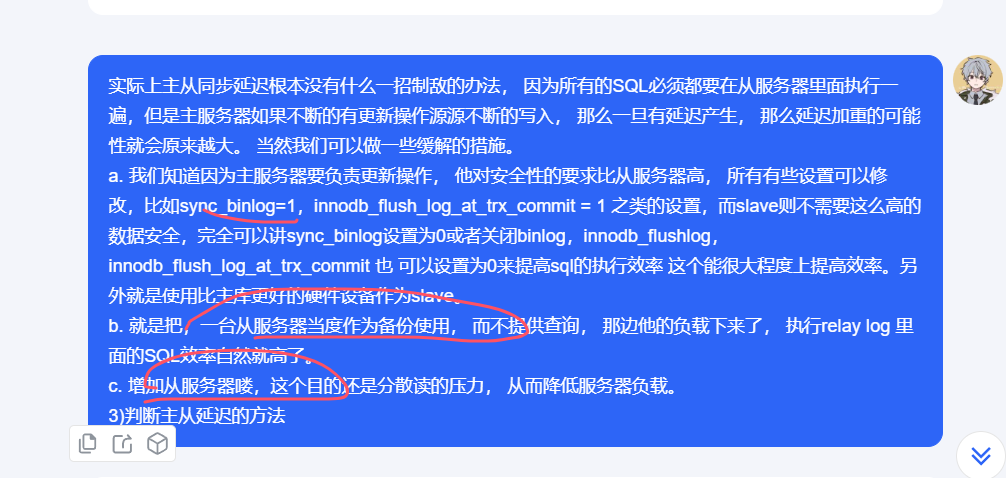 实际上主从同步延迟根本没有什么一招制敌的办法， 因为所有的SQL必须都要在从服务器里面执行一
遍，但是主服务器如果不断的有更新操作源源不断的写入， 那么一旦有延迟产生， 那么延迟加重的可能
性就会原来越大。 当然我们可以做一些缓解的措施。
a. 我们知道因为主服务器要负责更新操作， 他对安全性的要求比从服务器高， 所有有些设置可以修
改，比如sync_binlog=1，innodb_flush_log_at_trx_commit = 1 之类的设置，而slave则不需要这么高的
数据安全，完全可以讲sync_binlog设置为0或者关闭binlog，innodb_flushlog，
innodb_flush_log_at_trx_commit 也 可以设置为0来提高sql的执行效率 这个能很大程度上提高效率。另
外就是使用比主库更好的硬件设备作为slave。
b. 就是把，一台从服务器当度作为备份使用， 而不提供查询， 那边他的负载下来了， 执行relay log 里
面的SQL效率自然就高了。
c. 增加从服务器喽，这个目的还是分散读的压力， 从而降低服务器负载。
3)判断主从延迟的方法